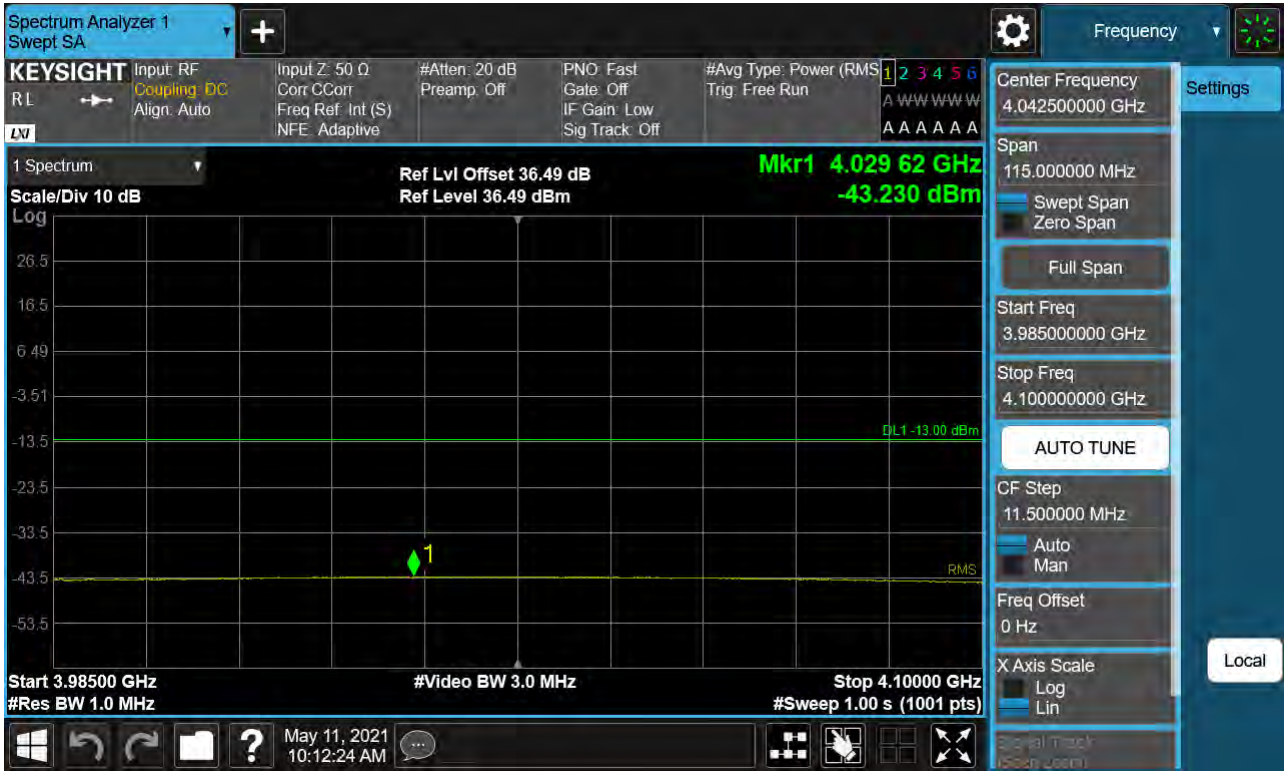 Spectrum Analyzer 1
Swept SA
Frequency
KEYSIGHT
RL
LXI
Input: RF
Coupling: DC
Align: Auto
Input Z: 50 Ω
Corr CCorr
Freq Ref: Int (S)
NFE: Adaptive
#Atten: 20 dB
Preamp: Off
PNO: Fast
Gate: Off
IF Gain: Low
Sig Track: Off
#Avg Type: Power (RMS
Trig: Free Run
1 2 3 4 5 6
A W W W W W
A A A A A A
1 Spectrum
Scale/Div 10 dB
Log
Ref Lvl Offset 36.49 dB
Ref Level 36.49 dBm
Mkr1 4.029 62 GHz
-43.230 dBm
26.5
16.5
6.49
-3.51
-13.5
-23.5
-33.5
-43.5
-53.5
DL1 -13.00 dBm
1
RMS
Start 3.98500 GHz
#Res BW 1.0 MHz
#Video BW 3.0 MHz
Stop 4.10000 GHz
#Sweep 1.00 s (1001 pts)
Center Frequency
4.042500000 GHz
Span
115.000000 MHz
Swept Span
Zero Span
Full Span
Start Freq
3.985000000 GHz
Stop Freq
4.100000000 GHz
AUTO TUNE
CF Step
11.500000 MHz
Auto
Man
Freq Offset
0 Hz
X Axis Scale
Log
Lin
Signal Track
(Span Zoom)
Settings
Local
?
May 11, 2021
10:12:24 AM